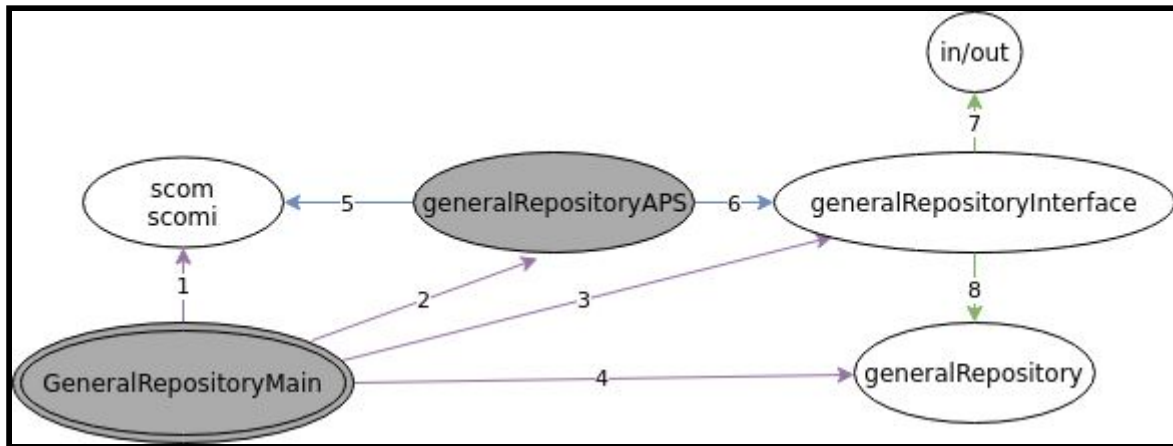 in/out
7
scom
scomi
5
generalRepositoryAPS
6
generalRepositoryInterface
1
2
3
8
GeneralRepositoryMain
4
generalRepository